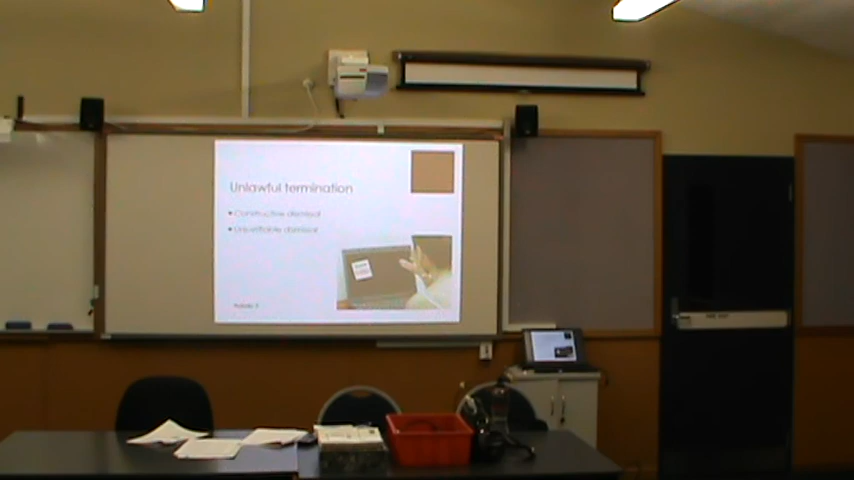 Unlawful termination
• Constructive dismissal
• Unjustifiable dismissal